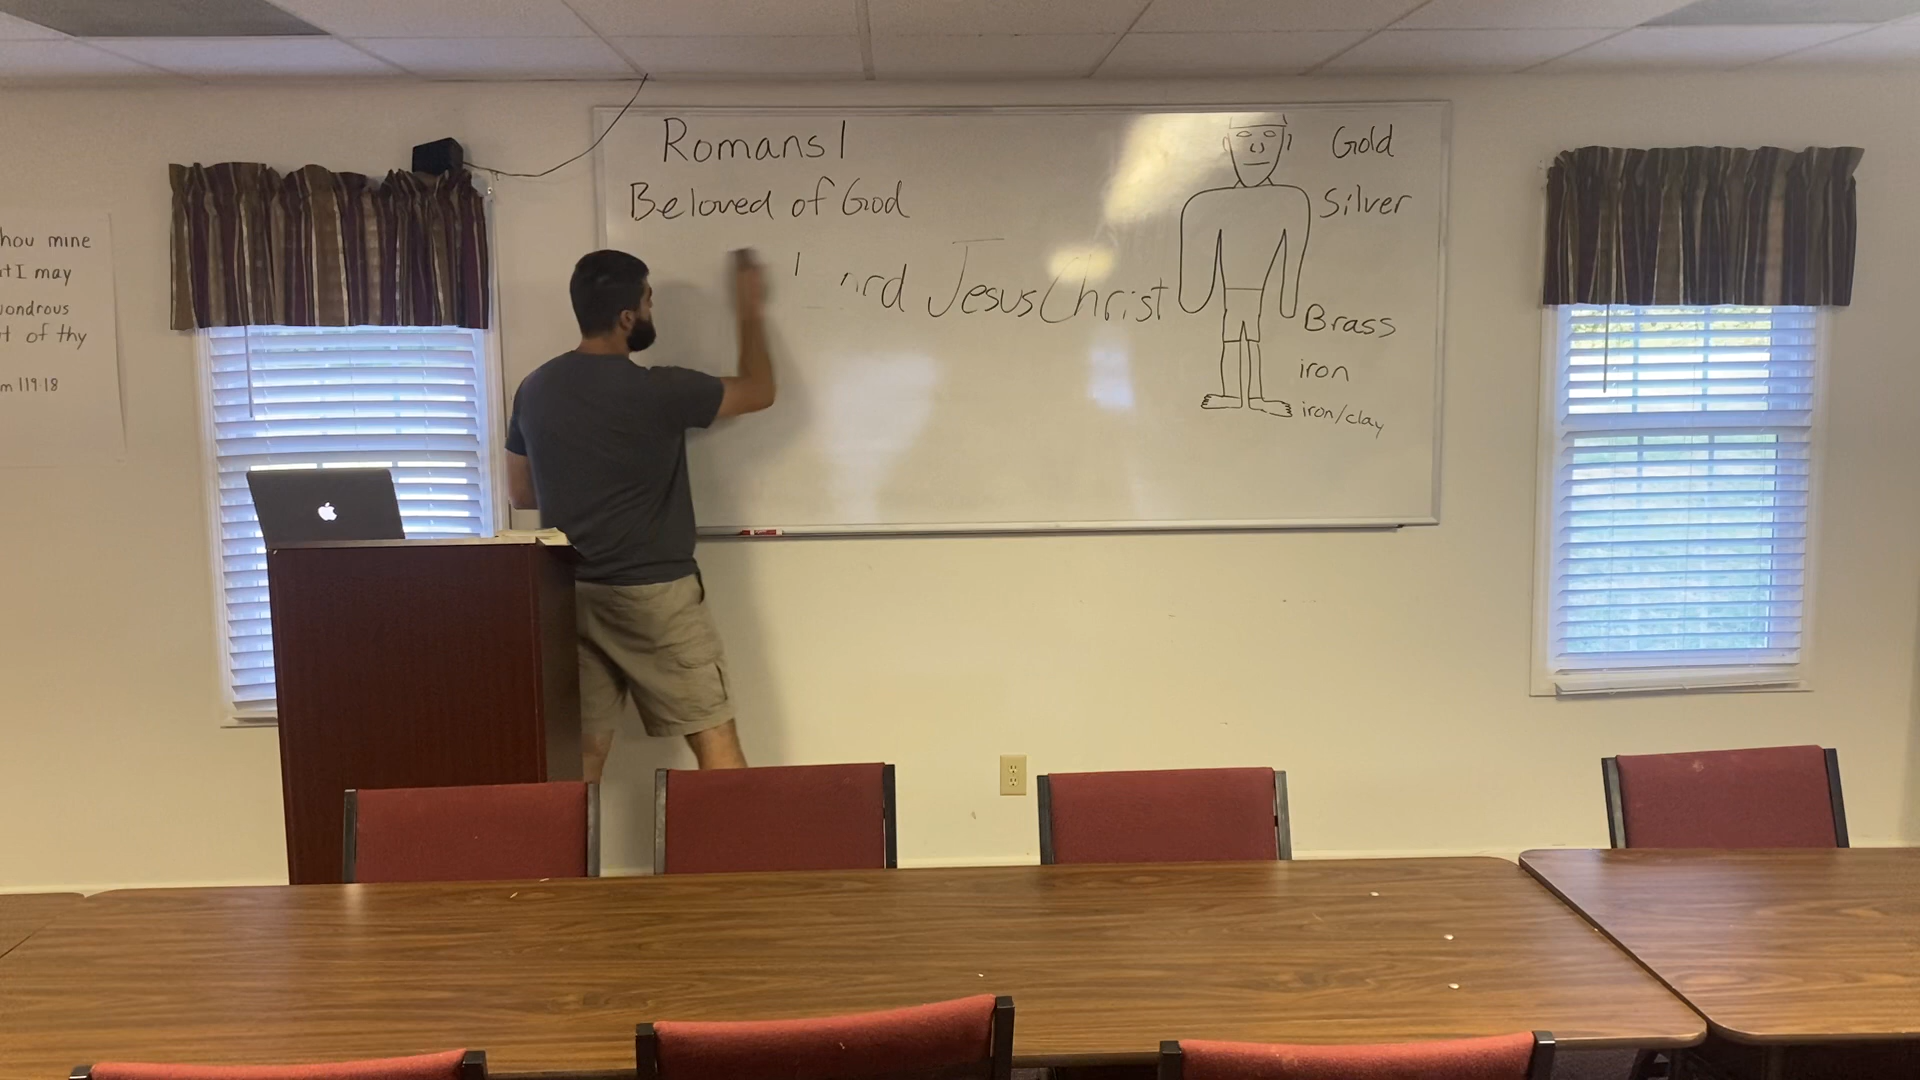 Romans 1
Beloved of God
Jesus Christ
Gold
Silver
Brass
iron
iron/clay
hou mine
t I may
wondrous
t of thy
m 119:18